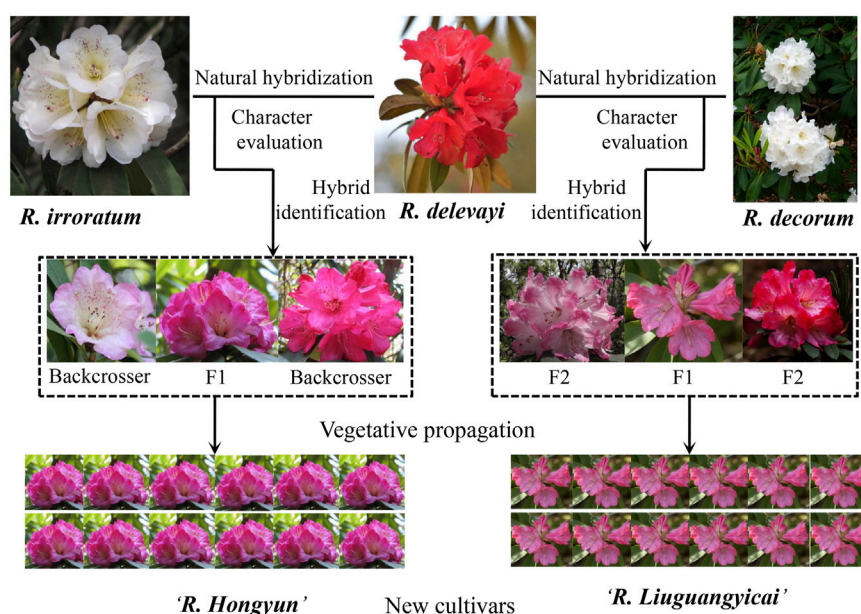 Natural hybridization
Natural hybridization
Character
evaluation
Character
evaluation
Hybrid
identification
Hybrid
identification
R. irroratum
R. delevayi
R. decorum
Backcrosser
F1
Backcrosser
F2
F1
F2
Vegetative propagation
‘R. Hongyun’
New cultivars
‘R. Liuguangyicai’